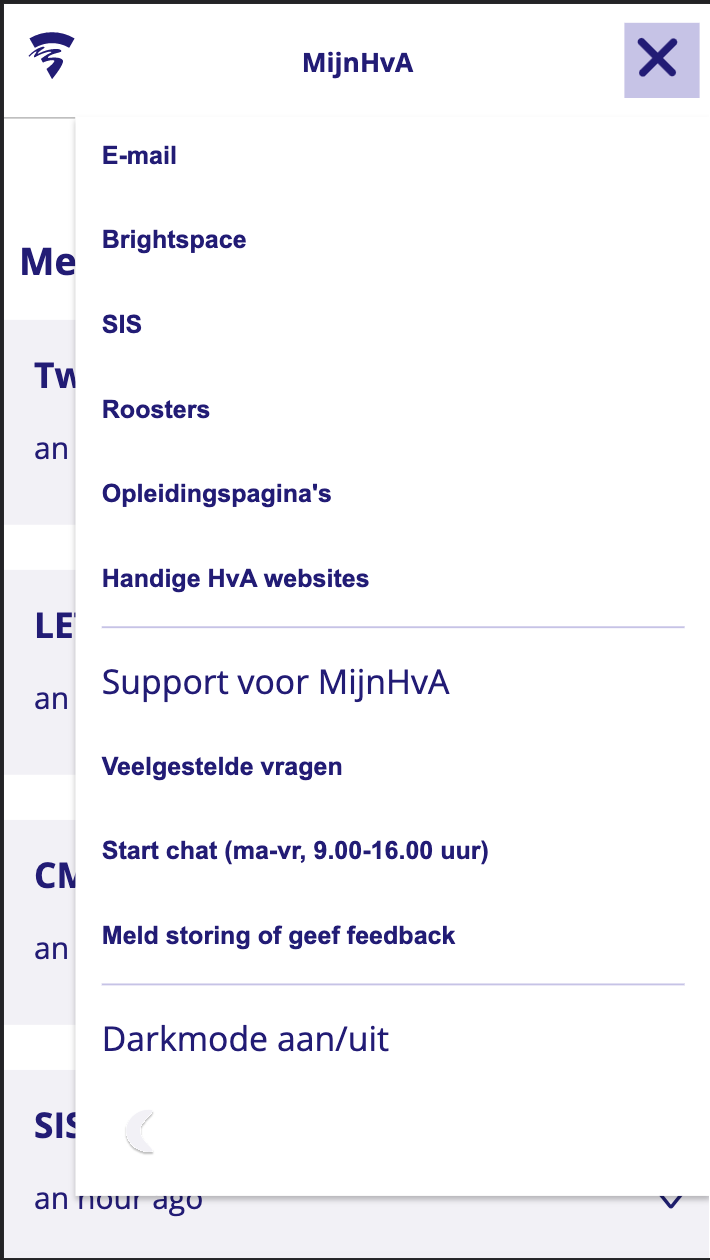 MijnHvA
E-mail
Brightspace
Me
SIS
Tw
Roosters
an
Opleidingspagina's
Handige HvA websites
LE
an
Support voor MijnHvA
Veelgestelde vragen
Start chat (ma-vr, 9.00-16.00 uur)
CM
an
Meld storing of geef feedback
Darkmode aan/uit
SIS
an hour ago